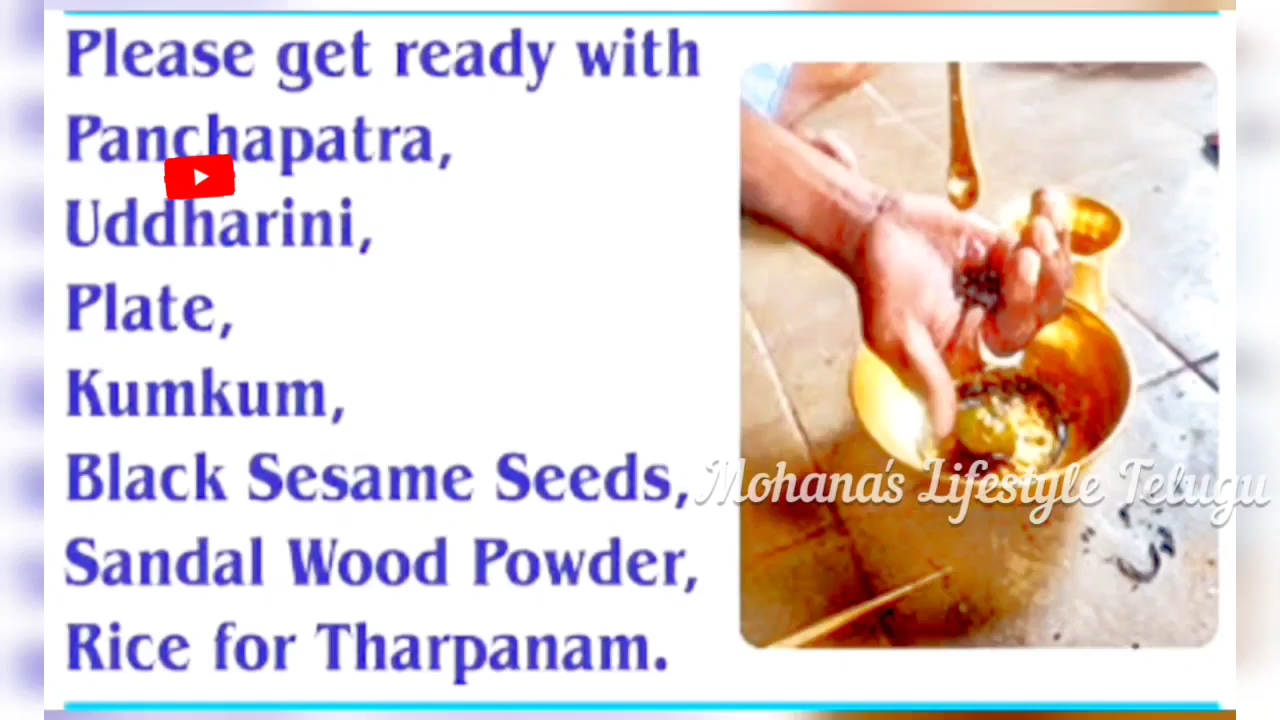 Please get ready with
Panchapatra,
Uddharini,
Plate,
Kumkum,
Black Sesame Seeds,
Sandal Wood Powder,
Rice for Tharpanam.
Mohana's Lifestyle Telugu